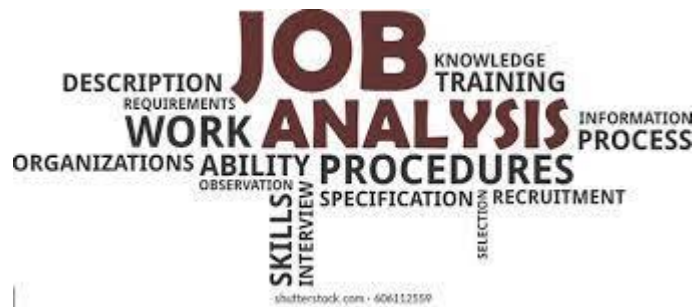 JOB
KNOWLEDGE
DESCRIPTION
TRAINING
REQUIREMENTS
WORK
ANALYSIS
INFORMATION
PROCESS
ORGANIZATIONS
ABILITY
PROCEDURES
OBSERVATION
SPECIFICATION
RECRUITMENT
SKILLS
INTERVIEW
SELECTION
shutterstock.com · 606112559